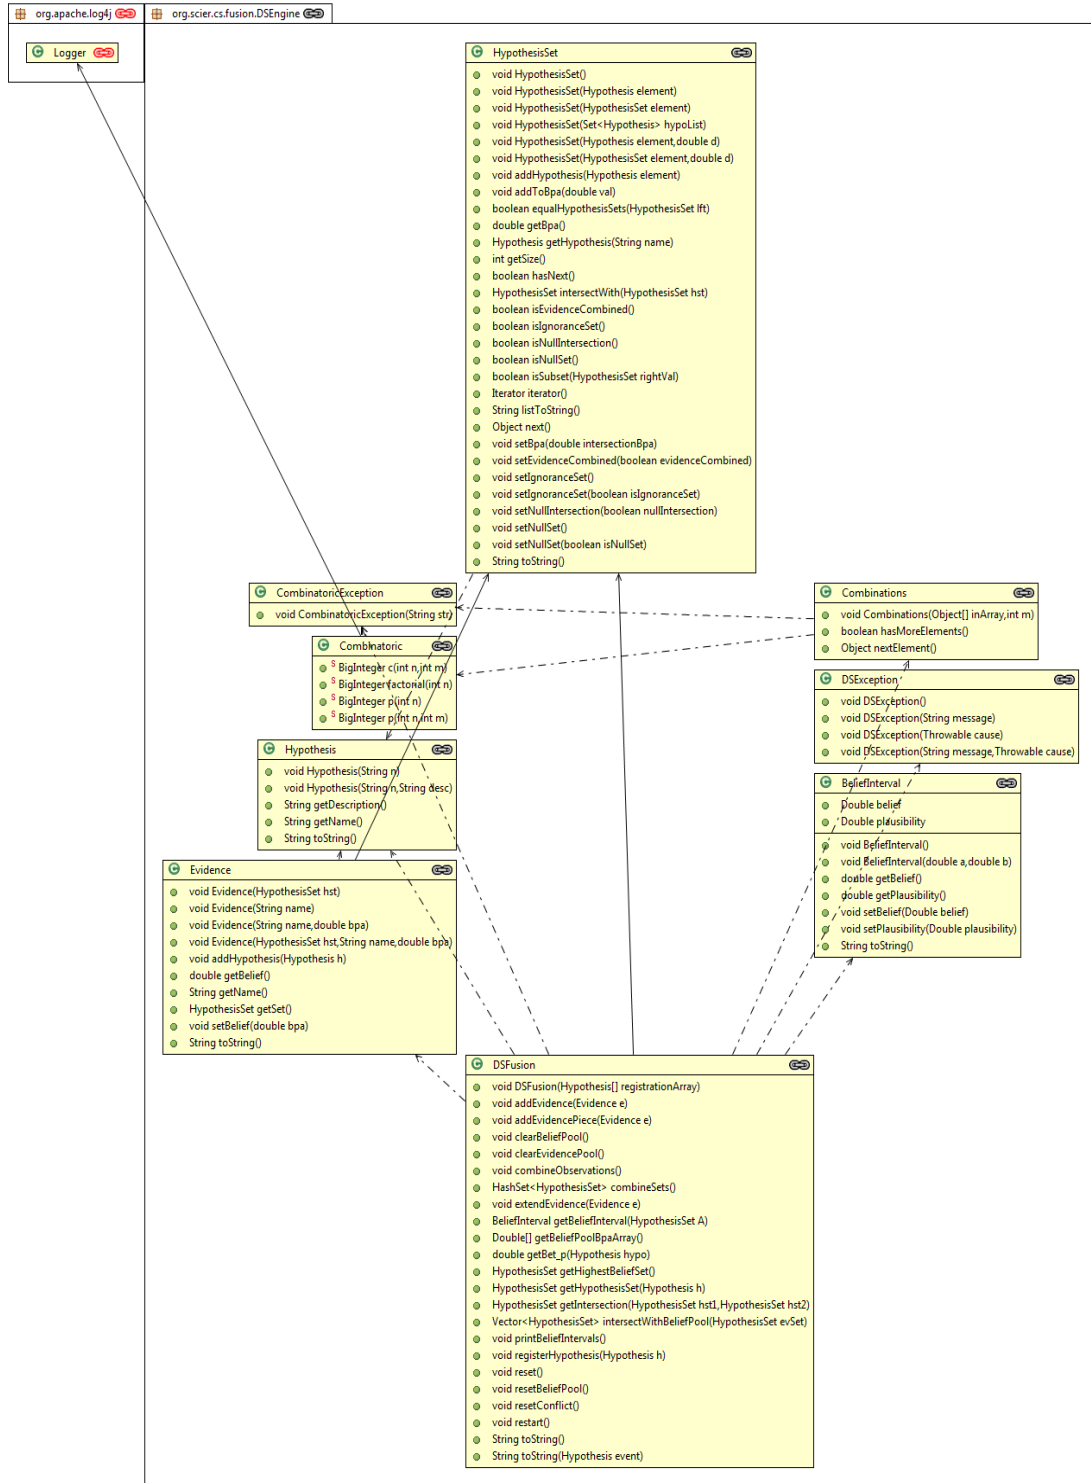 org.apache.log4j
org.scier.cs.fusion.DSEngine
Logger
HypothesisSet
void HypothesisSet()
void HypothesisSet(Hypothesis element)
void HypothesisSet(HypothesisSet element)
void HypothesisSet(Set<Hypothesis> hypoList)
void HypothesisSet(Hypothesis element,double d)
void HypothesisSet(HypothesisSet element,double d)
void addHypothesis(Hypothesis element)
void addToBpa(double val)
boolean equalHypothesisSets(HypothesisSet lft)
double getBpa()
Hypothesis getHypothesis(String name)
int getSize()
boolean hasNext()
HypothesisSet intersectWith(HypothesisSet hst)
boolean isEvidenceCombined()
boolean isIgnoranceSet()
boolean isNullIntersection()
boolean isNullSet()
boolean isSubset(HypothesisSet rightVal)
Iterator iterator()
String listToString()
Object next()
void setBpa(double intersectionBpa)
void setEvidenceCombined(boolean evidenceCombined)
void setIgnoranceSet()
void setIgnoranceSet(boolean isIgnoranceSet)
void setNullIntersection(boolean nullIntersection)
void setNullSet()
void setNullSet(boolean isNullSet)
String toString()
CombinatoricException
void CombinatoricException(String str)
Combinatoric
S BigInteger c(int n,int m)
S BigInteger factorial(int n)
S BigInteger p(int n)
S BigInteger p(int n,int m)
Hypothesis
void Hypothesis(String n)
void Hypothesis(String n,String desc)
String getDescription()
String getName()
String toString()
Evidence
void Evidence(HypothesisSet hst)
void Evidence(String name)
void Evidence(String name,double bpa)
void Evidence(HypothesisSet hst,String name,double bpa)
void addHypothesis(Hypothesis h)
double getBelief()
String getName()
HypothesisSet getSet()
void setBelief(double bpa)
String toString()
Combinations
void Combinations(Object[] inArray,int m)
boolean hasMoreElements()
Object nextElement()
DSException
void DSException()
void DSException(String message)
void DSException(Throwable cause)
void DSException(String message,Throwable cause)
BeliefInterval
Double belief
Double plausibility
void BeliefInterval()
void BeliefInterval(double a,double b)
double getBelief()
double getPlausibility()
void setBelief(Double belief)
void setPlausibility(Double plausibility)
String toString()
DSFusion
void DSFusion(Hypothesis[] registrationArray)
void addEvidence(Evidence e)
void addEvidencePiece(Evidence e)
void clearBeliefPool()
void clearEvidencePool()
void combineObservations()
HashSet<HypothesisSet> combineSets()
void extendEvidence(Evidence e)
BeliefInterval getBeliefInterval(HypothesisSet A)
Double[] getBeliefPoolBpaArray()
double getBet_p(Hypothesis hypo)
HypothesisSet getHighestBeliefSet()
HypothesisSet getHypothesisSet(Hypothesis h)
HypothesisSet getIntersection(HypothesisSet hst1,HypothesisSet hst2)
Vector<HypothesisSet> intersectWithBeliefPool(HypothesisSet evSet)
void printBeliefIntervals()
void registerHypothesis(Hypothesis h)
void reset()
void resetBeliefPool()
void resetConflict()
void restart()
String toString()
String toString(Hypothesis event)